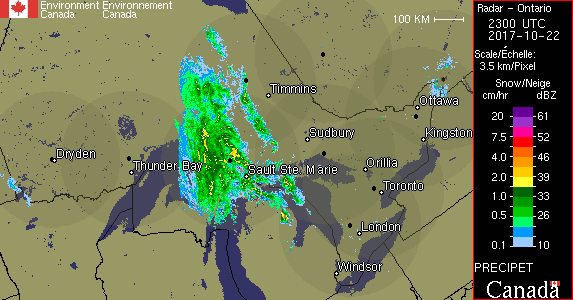 Environment Environnement
Canada Canada
100 KM
Timmins
Ottawa
Sudbury
Kingston
Dryden
Thunder Bay
Sault Ste. Marie
Orillia
Toronto
London
Windsor
Radar - Ontario
2300 UTC
2017-10-22
Scale/Échelle:
3.5 km/Pixel
Snow/Neige
cm/hr dBZ
20 61
7.5 52
4.0 46
2.0 39
1.0 33
0.5 26
0.1 10
PRECIPET
Canada